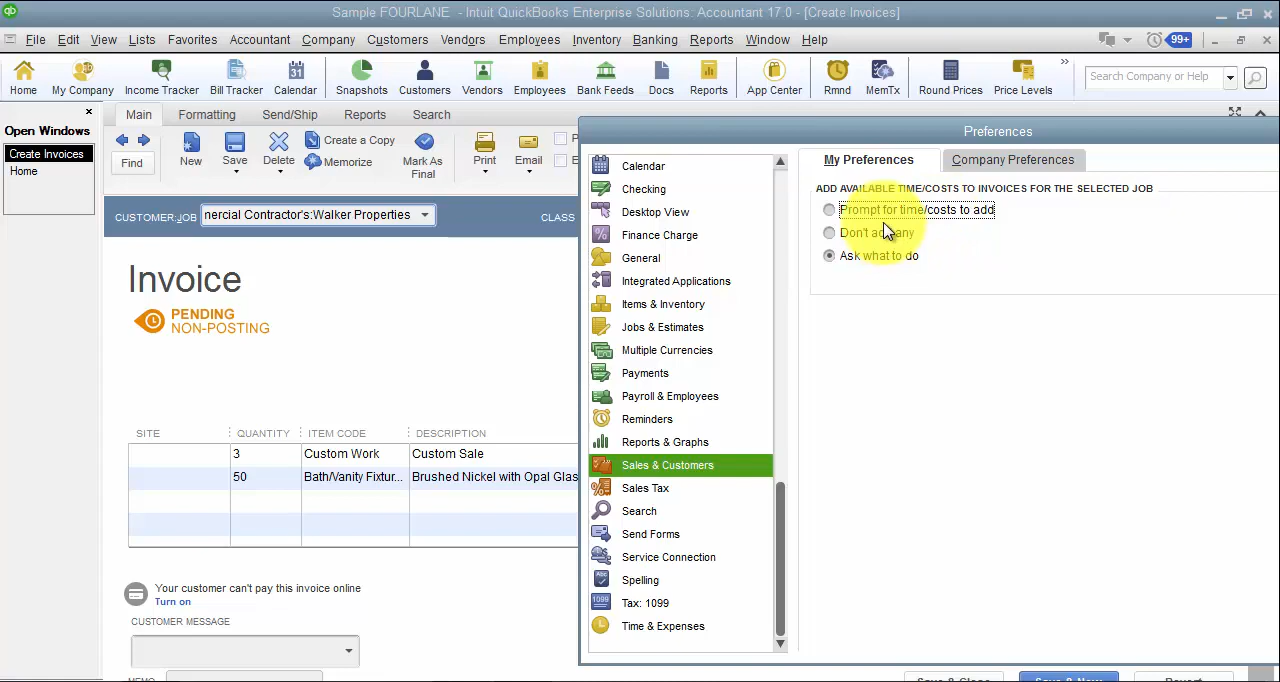 Sample FOURLANE - Intuit QuickBooks Enterprise Solutions: Accountant 17.0 - [Create Invoices]
File Edit View Lists Favorites Accountant Company Customers Vendors Employees Inventory Banking Reports Window Help 99+
Home My Company Income Tracker Bill Tracker Calendar Snapshots Customers Vendors Employees Bank Feeds Docs Reports App Center Rmnd MemTx Round Prices Price Levels Search Company or Help
Open Windows
Create Invoices
Home
Main Formatting Send/Ship Reports Search
Find New Save Delete Create a Copy Memorize Mark As Final Print Email
CUSTOMER:JOB nercial Contractor's:Walker Properties CLASS
Invoice
PENDING
NON-POSTING
SITE QUANTITY ITEM CODE DESCRIPTION
3 Custom Work Custom Sale
50 Bath/Vanity Fixtur... Brushed Nickel with Opal Glas
Your customer can't pay this invoice online
Turn on
CUSTOMER MESSAGE
MEMO
Preferences
Calendar
Checking
Desktop View
Finance Charge
General
Integrated Applications
Items & Inventory
Jobs & Estimates
Multiple Currencies
Payments
Payroll & Employees
Reminders
Reports & Graphs
Sales & Customers
Sales Tax
Search
Send Forms
Service Connection
Spelling
Tax: 1099
Time & Expenses
My Preferences Company Preferences
ADD AVAILABLE TIME/COSTS TO INVOICES FOR THE SELECTED JOB
Prompt for time/costs to add
Don't add any
Ask what to do
Save & Close Save & New Revert